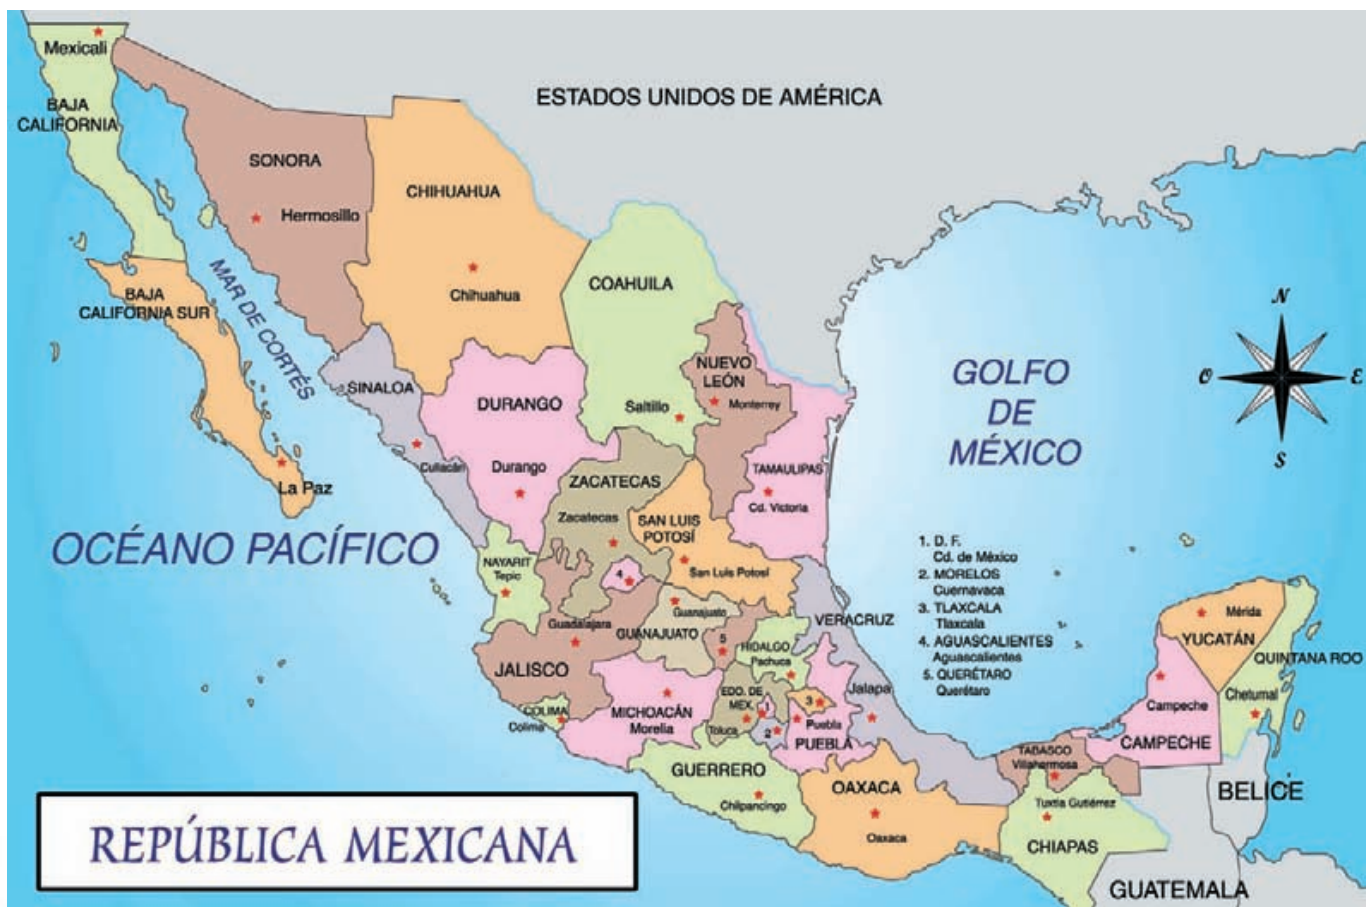 Mexicali
BAJA
CALIFORNIA
ESTADOS UNIDOS DE AMÉRICA
SONORA
Hermosillo
CHIHUAHUA
Chihuahua
COAHUILA
Saltillo
BAJA
CALIFORNIA SUR
La Paz
MAR DE CORTÉS
SINALOA
Culiacán
DURANGO
Durango
NUEVO
LEÓN
Monterrey
TAMAULIPAS
Cd. Victoria
GOLFO
DE
MÉXICO
N
O
E
S
OCÉANO PACÍFICO
ZACATECAS
Zacatecas
SAN LUIS
POTOSÍ
San Luis Potosí
NAYARIT
Tepic
4
Guanajuato
GUANAJUATO
Guadalajara
JALISCO
5
HIDALGO
Pachuca
VERACRUZ
Jalapa
COLIMA
Colima
MICHOACÁN
Morelia
EDO. DE
MEX.
Toluca
1
2
3
Puebla
PUEBLA
GUERRERO
Chilpancingo
OAXACA
Oaxaca
1. D. F.
Cd. de México
2. MORELOS
Cuernavaca
3. TLAXCALA
Tlaxcala
4. AGUASCALIENTES
Aguascalientes
5. QUERÉTARO
Querétaro
Mérida
YUCATÁN
QUINTANA ROO
Chetumal
Campeche
CAMPECHE
TABASCO
Villahermosa
Tuxtla Gutiérrez
CHIAPAS
BELICE
GUATEMALA
REPÚBLICA MEXICANA